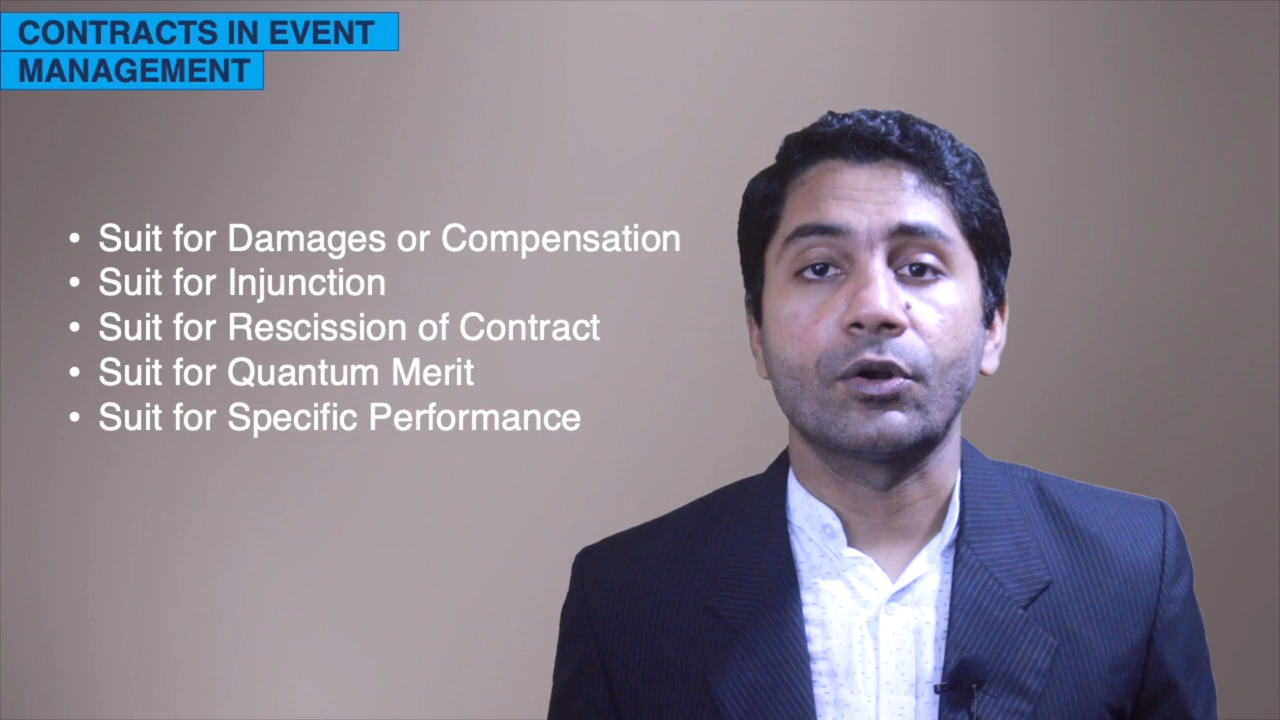 CONTRACTS IN EVENT
MANAGEMENT
• Suit for Damages or Compensation
• Suit for Injunction
• Suit for Rescission of Contract
• Suit for Quantum Merit
• Suit for Specific Performance